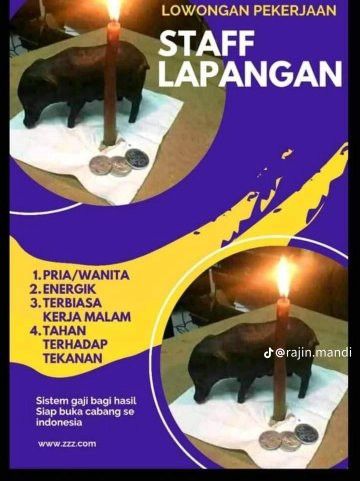 LOWONGAN PEKERJAAN
STAFF
LAPANGAN
1. PRIA/WANITA
2. ENERGIK
3. TERBIASA
KERJA MALAM
4. TAHAN
TERHADAP
TEKANAN
@rajin.mandi
Sistem gaji bagi hasil
Siap buka cabang se
indonesia
www.zzz.com